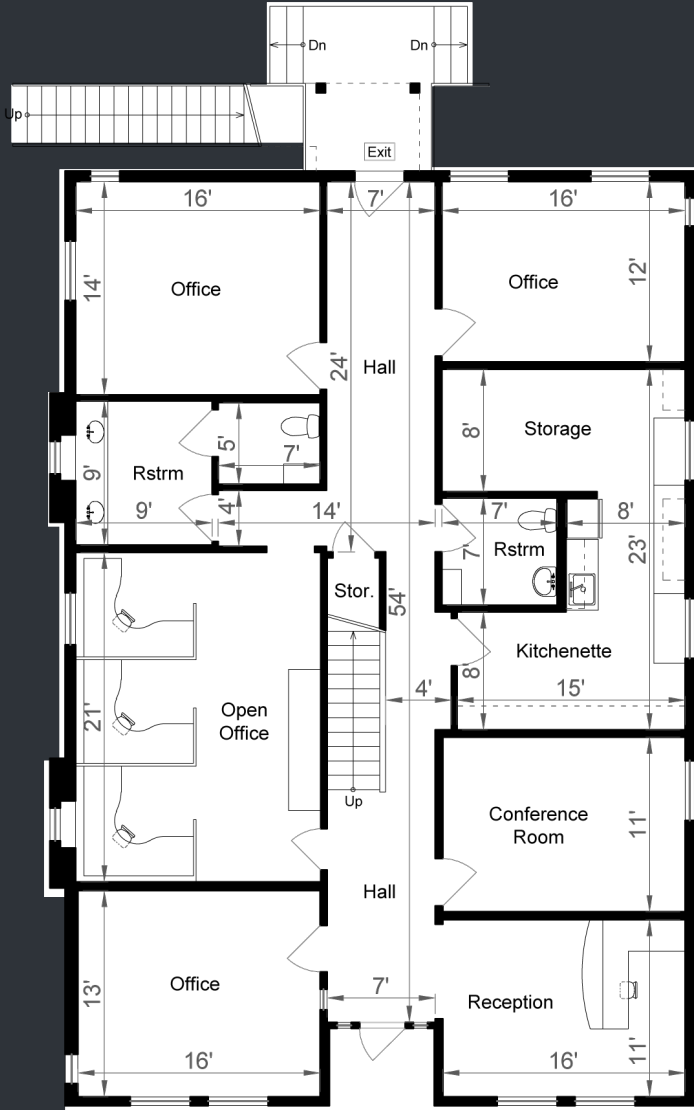 Dn
Dn
Up
Exit
16'
7'
16'
14'
Office
24'
Hall
Office
12'
9'
Rstrm
5'
7'
8'
Storage
9'
4'
14'
7'
7'
Rstrm
8'
23'
Stor.
54'
Kitchenette
8'
15'
4'
21'
Open
Office
Up
Conference
Room
11'
Hall
13'
Office
16'
7'
Reception
16'
11'